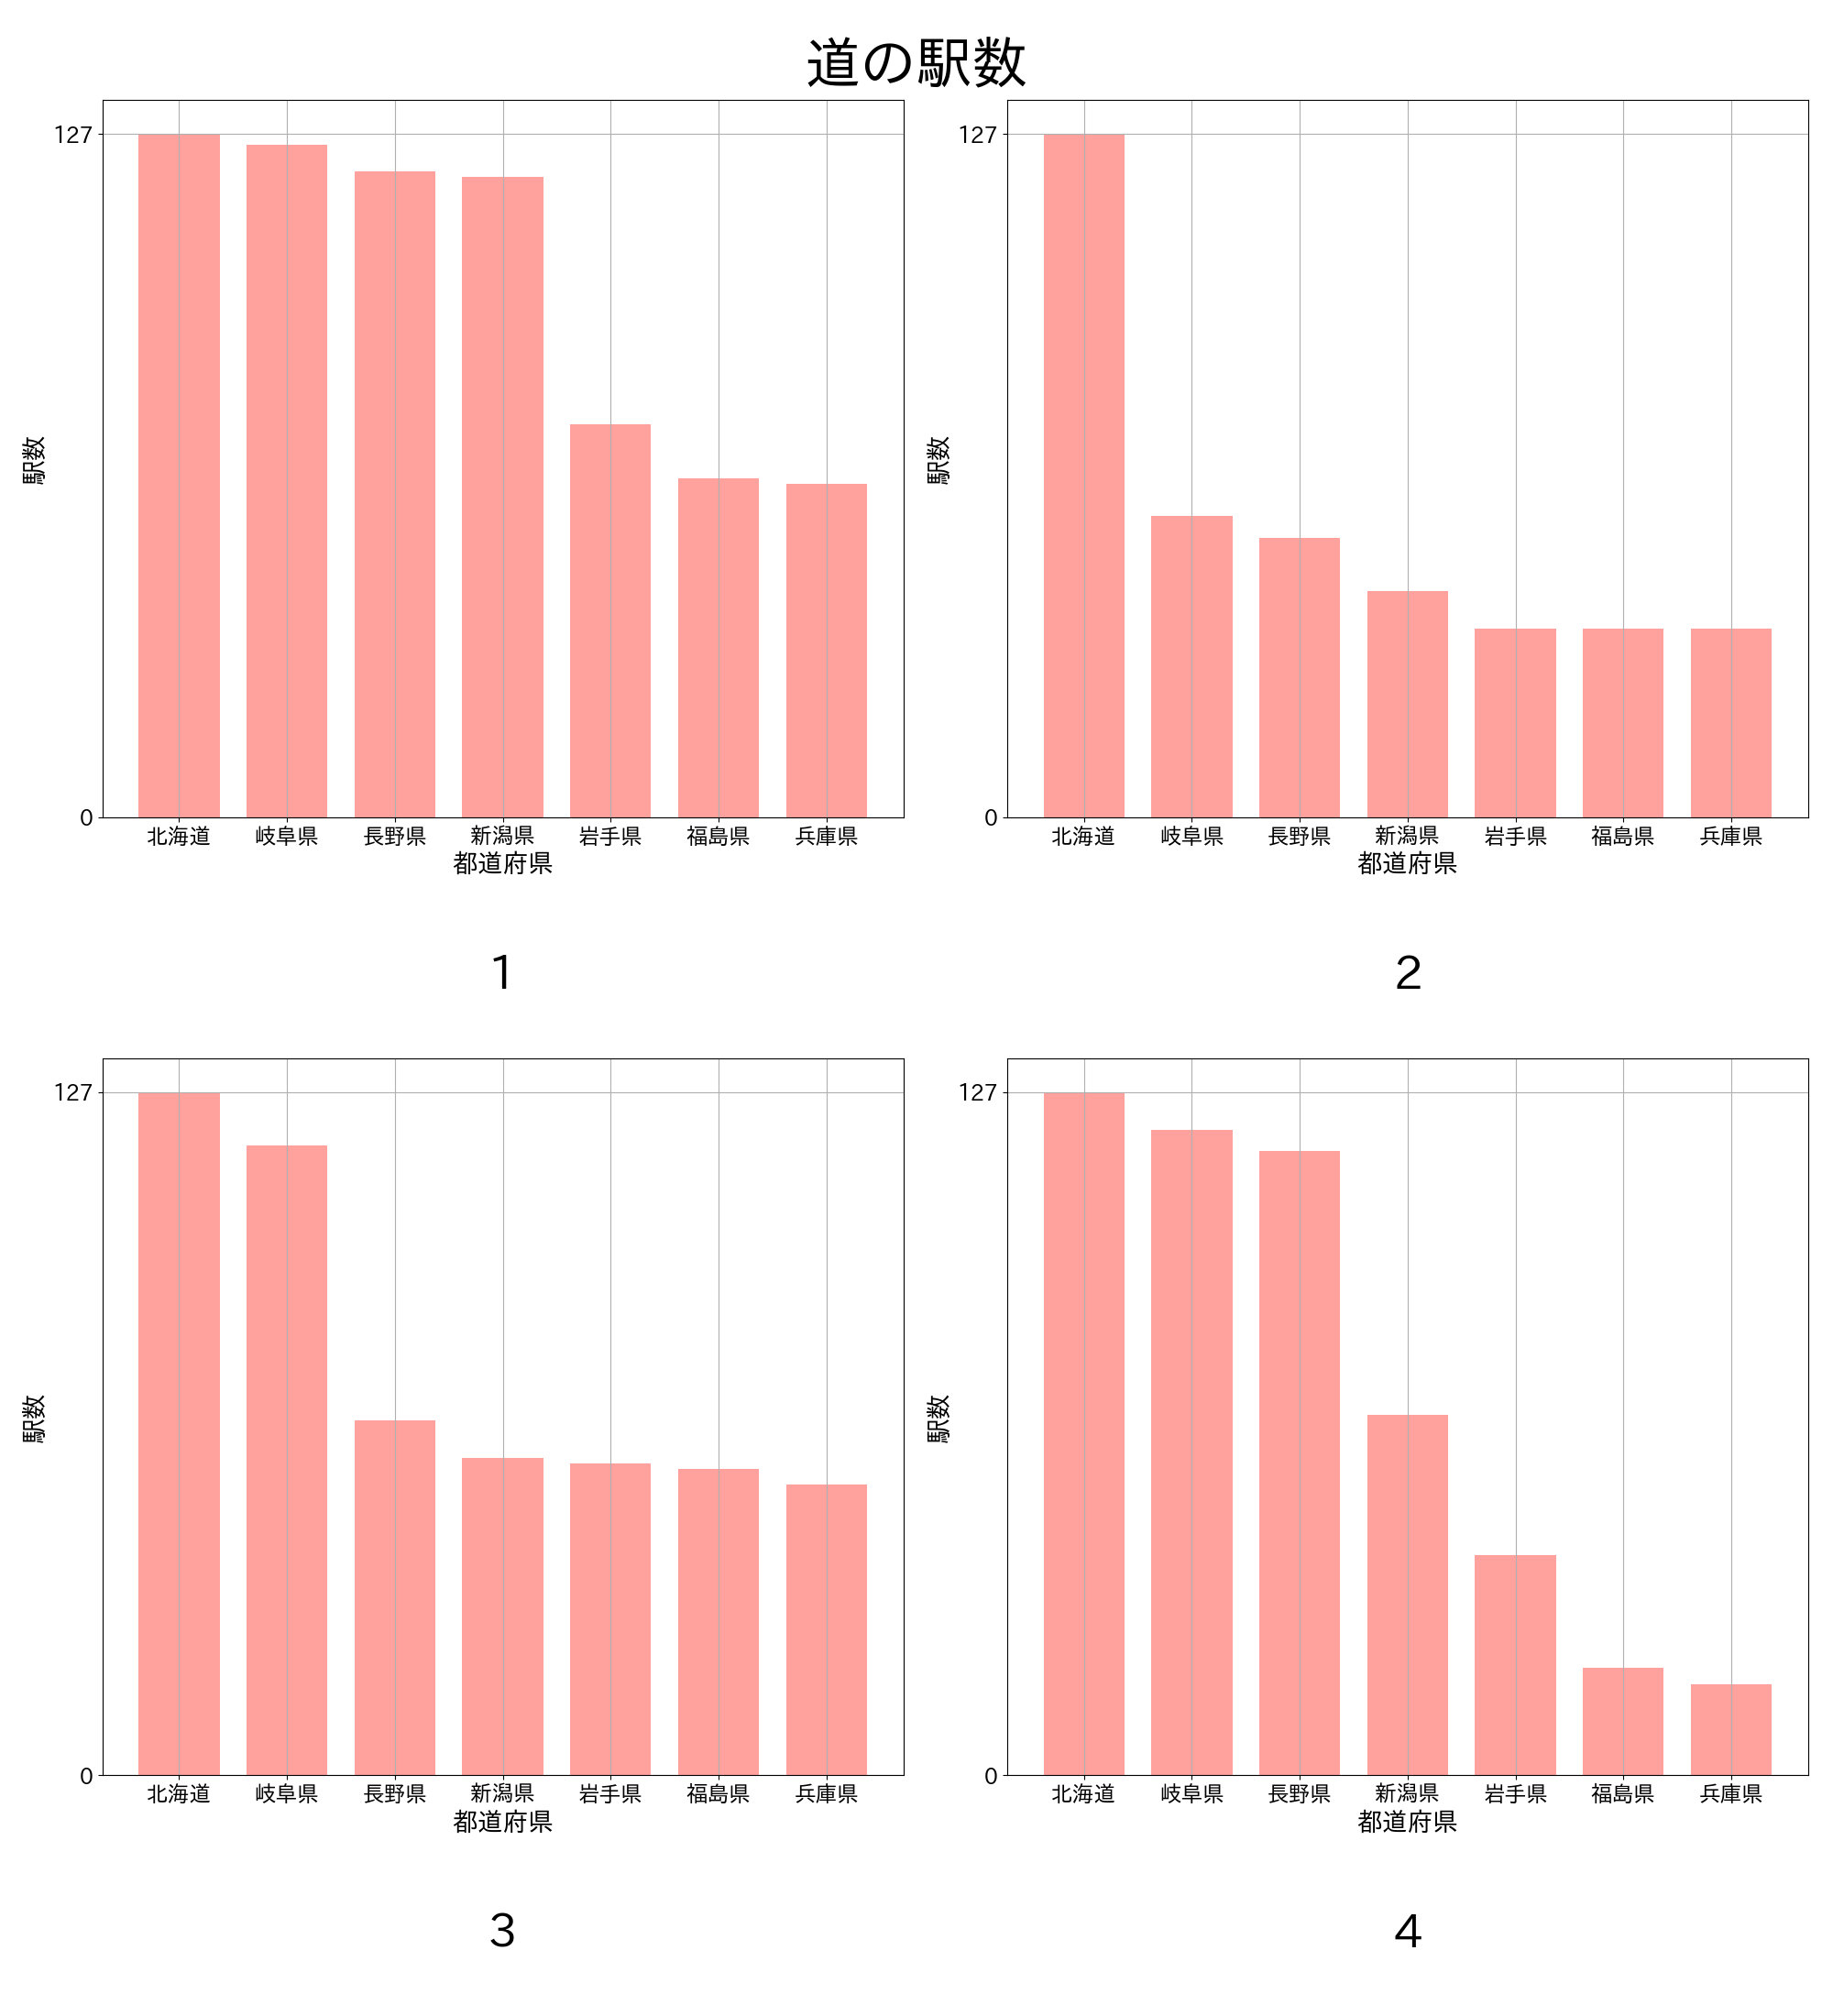 道の駅数
127
0
駅数
北海道 岐阜県 長野県 新潟県 岩手県 福島県 兵庫県
都道府県
1
127
0
駅数
北海道 岐阜県 長野県 新潟県 岩手県 福島県 兵庫県
都道府県
2
127
0
駅数
北海道 岐阜県 長野県 新潟県 岩手県 福島県 兵庫県
都道府県
3
127
0
駅数
北海道 岐阜県 長野県 新潟県 岩手県 福島県 兵庫県
都道府県
4